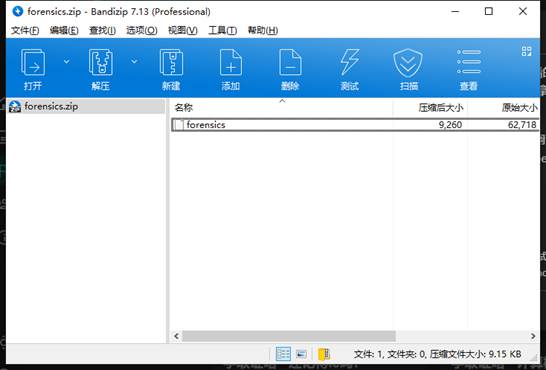 forensics.zip - Bandizip 7.13 (Professional)
文件(F) 编辑(E) 查找(I) 选项(O) 视图(V) 工具(T) 帮助(H)
打开 解压 新建 添加 删除 测试 扫描 查看
forensics.zip
名称 压缩后大小 原始大小
forensics 9,260 62,718
文件: 1, 文件夹: 0, 压缩文件大小: 9.15 KB